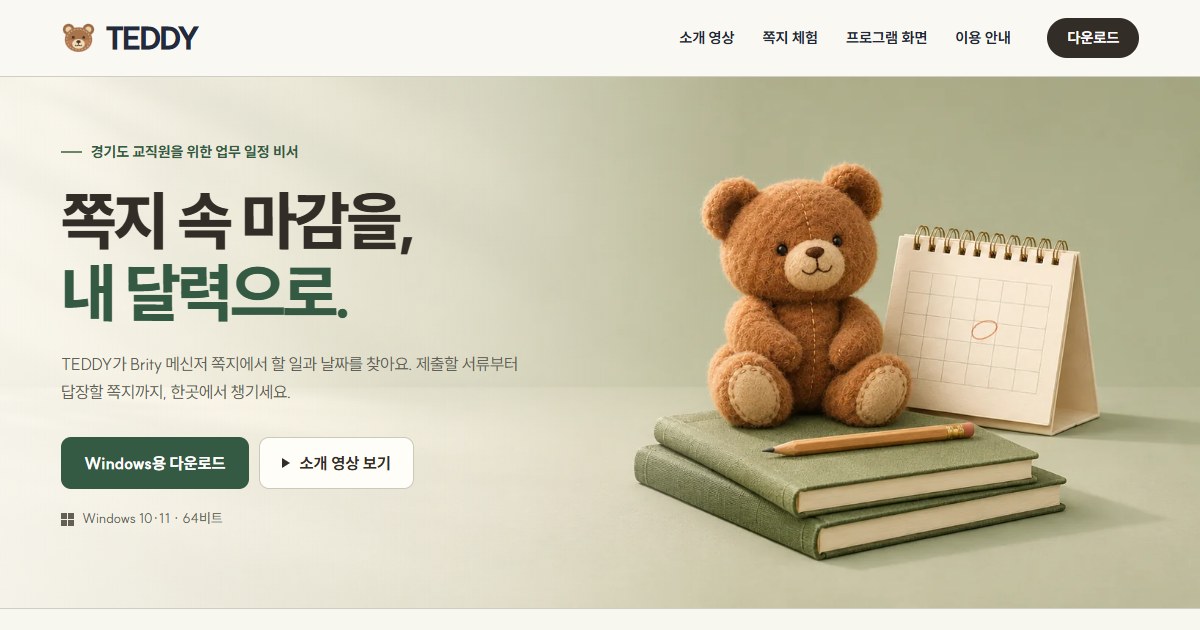 TEDDY
소개 영상
쪽지 체험
프로그램 화면
이용 안내
다운로드
경기도 교직원을 위한 업무 일정 비서
쪽지 속 마감을,
내 달력으로.
TEDDY가 Brity 메신저 쪽지에서 할 일과 날짜를 찾아요. 제출할 서류부터
답장할 쪽지까지, 한곳에서 챙기세요.
Windows용 다운로드
소개 영상 보기
Windows 10·11 · 64비트